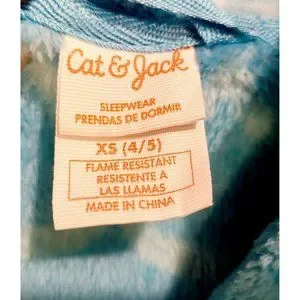 Cat & Jack
SLEEPWEAR
PRENDAS DE DORMIR
XS (4/5)
FLAME RESISTANT
RESISTENTE A
LAS LLAMAS
MADE IN CHINA